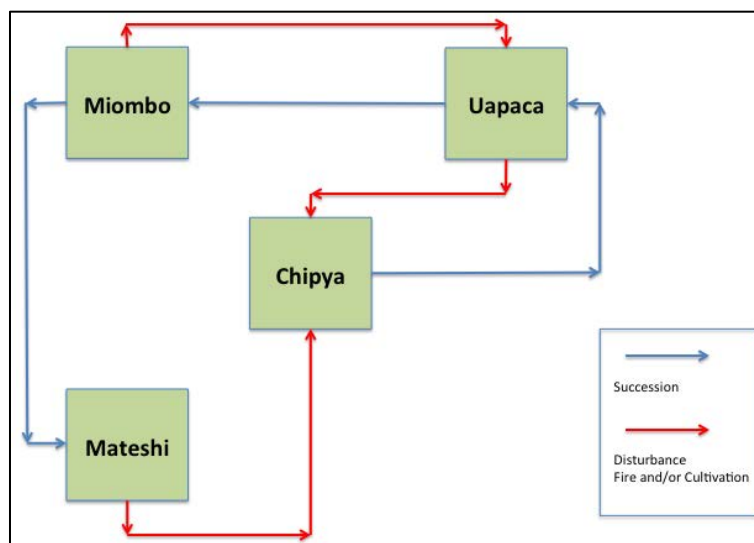 Miombo
Uapaca
Chipya
Mateshi
Succession
Disturbance
Fire and/or Cultivation